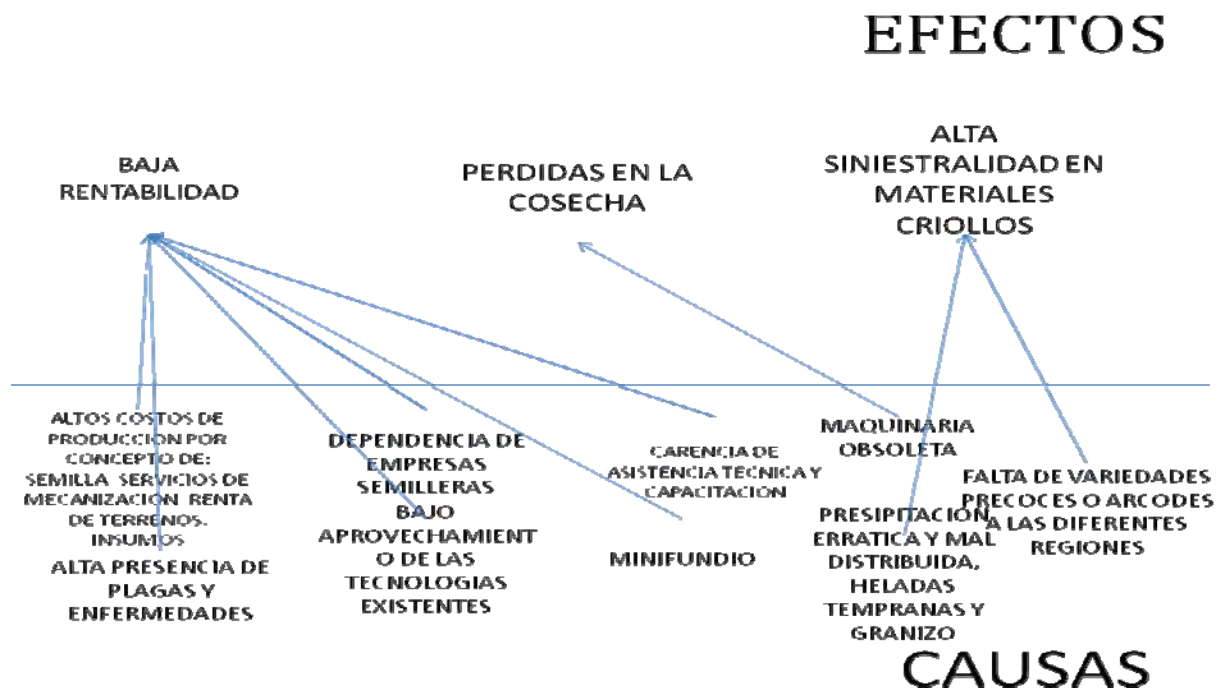 EFECTOS
BAJA
RENTABILIDAD
PERDIDAS EN LA
COSECHA
ALTA
SINIESTRALIDAD EN
MATERIALES
CRIOLLOS
ALTOS COSTOS DE
PRODUCCION POR
CONCEPTO DE:
SEMILLA SERVICIOS DE
MECANIZACION RENTA
DE TERRENOS.
INSUMOS
ALTA PRESENCIA DE
PLAGAS Y
ENFERMEDADES
DEPENDENCIA DE
EMPRESAS
SEMILLERAS
BAJO
APROVECHAMIENT
O DE LAS
TECNOLOGIAS
EXISTENTES
CARENCIA DE
ASISTENCIA TECNICA Y
CAPACITACION
MINIFUNDIO
MAQUINARIA
OBSOLETA
PRESIPITACION
ERRATICA Y MAL
DISTRIBUIDA,
HELADAS
TEMPRANAS Y
GRANIZO
FALTA DE VARIEDADES
PRECOCES O ARCODES
A LAS DIFERENTES
REGIONES
CAUSAS